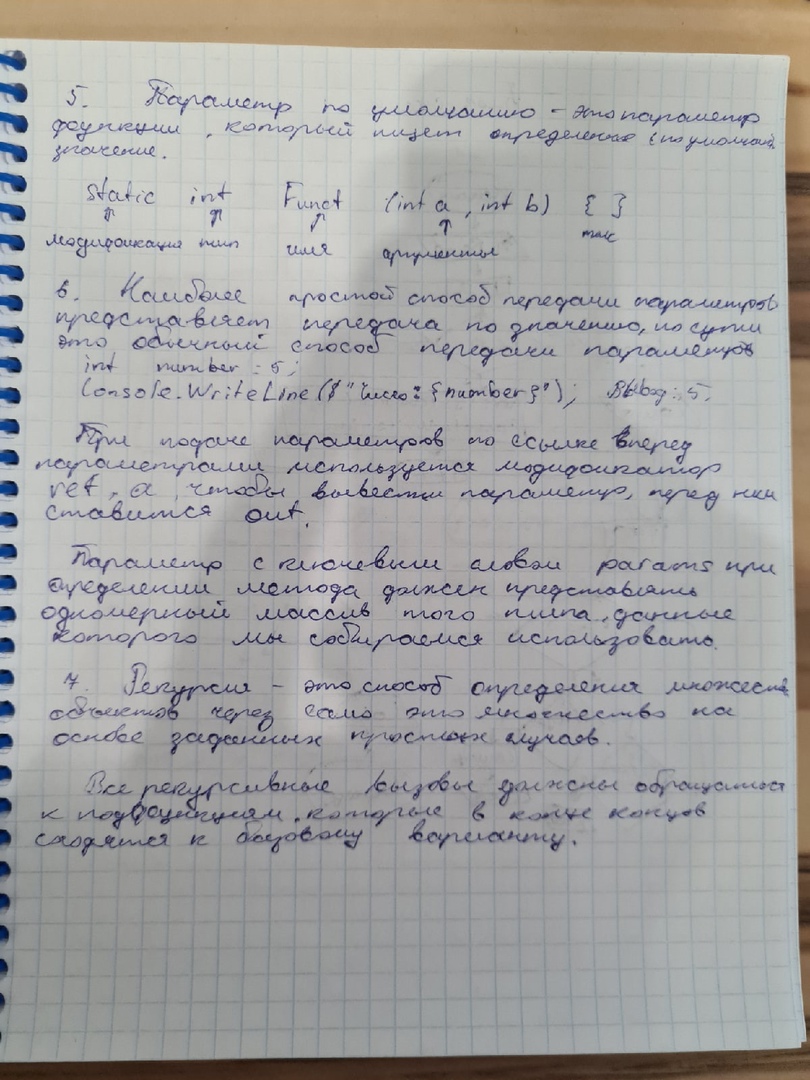 5. Параметр по умолчанию – это параметр
функции, который ищет определенное (по умолчан.
значение.
static int Funct (int a, int b) { }
модификация тип имя аргументы тело
6. Наиболее простой способ передачи параметров
представляет передача по значению, по сути
это обычный способ передачи параметров
int number = 5;
Console.WriteLine($"Число: {number}"); Вывод: 5.
При подаче параметров по ссылке вперед
параметрами используется модификатор
ref, а, чтобы вывести параметр, перед ним
ставится out.
Параметр с ключевым словом params при
определении метода должен представлять
одномерный массив того типа, данные
которого мы собираемся использовать.
7. Рекурсия – это способ определения множеств
объектов через само это множество на
основе заданных простых случаев.
Все рекурсивные вызовы должны обращаться
к подфункциям, которые в конце концов
сходятся к базовому варианту.